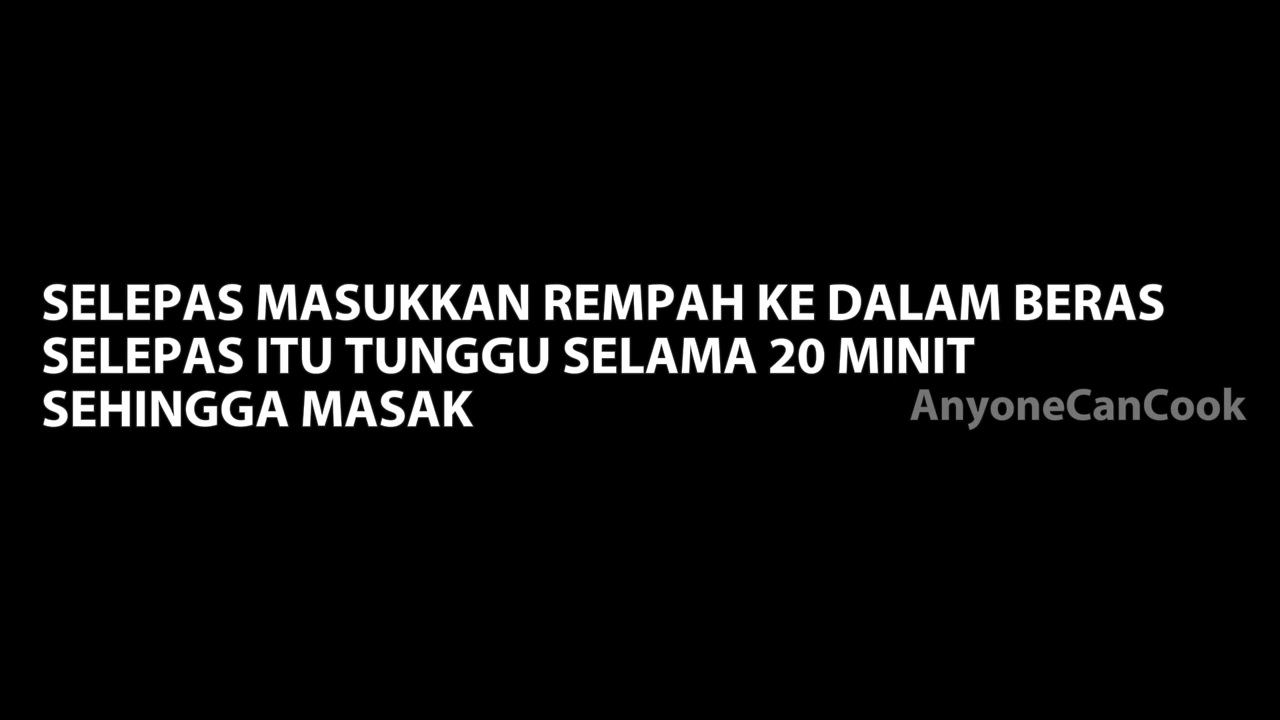 SELEPAS MASUKKAN REMPAH KE DALAM BERAS
SELEPAS ITU TUNGGU SELAMA 20 MINIT
SEHINGGA MASAK
AnyoneCanCook